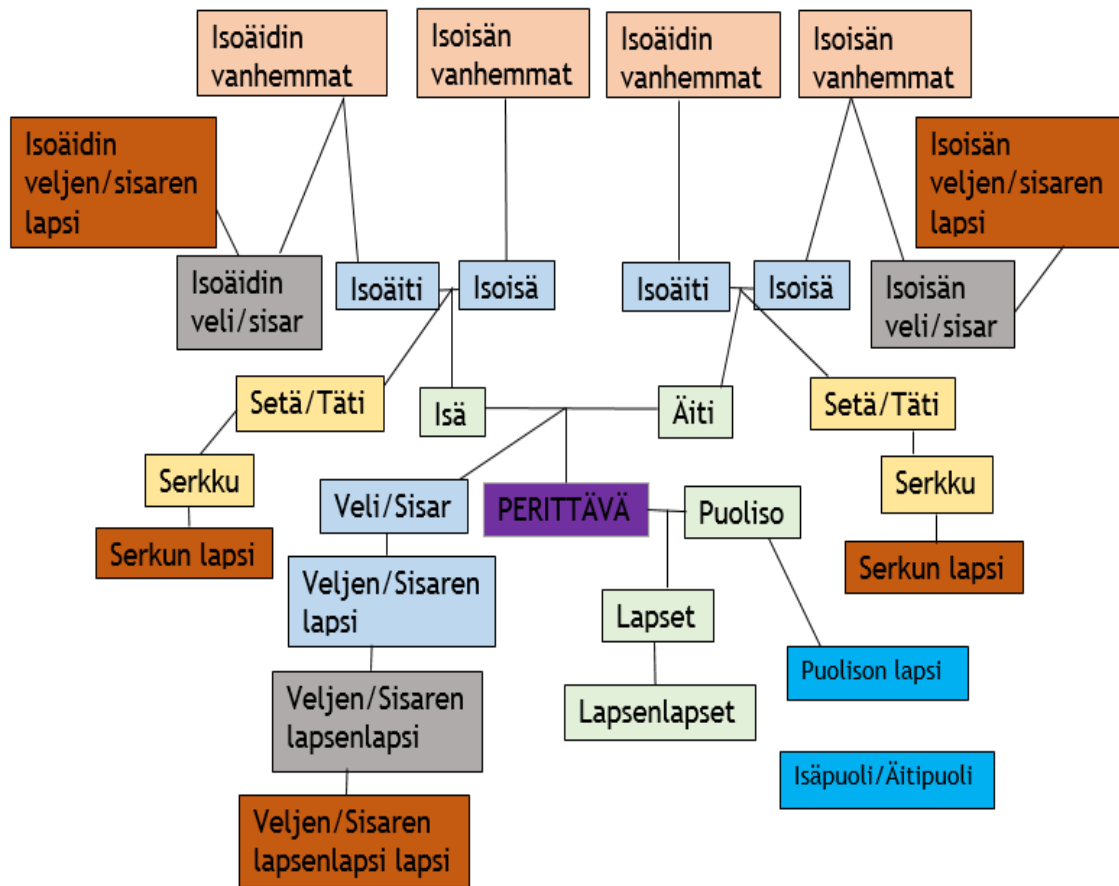 Isoäidin
vanhemmat
Isoisän
vanhemmat
Isoäidin
vanhemmat
Isoisän
vanhemmat
Isoäidin
veljen/sisaren
lapsi
Isoisän
veljen/sisaren
lapsi
Isoäidin
veli/sisar
Isoäiti
Isoisä
Isoäiti
Isoisä
Isoisän
veli/sisar
Setä/Täti
Isä
Äiti
Setä/Täti
Serkku
Veli/Sisar
PERITTÄVÄ
Puoliso
Serkku
Serkun lapsi
Serkun lapsi
Veljen/Sisaren
lapsi
Lapset
Puolison lapsi
Veljen/Sisaren
lapsenlapsi
Lapsenlapset
Isäpuoli/Äitipuoli
Veljen/Sisaren
lapsenlapsi lapsi